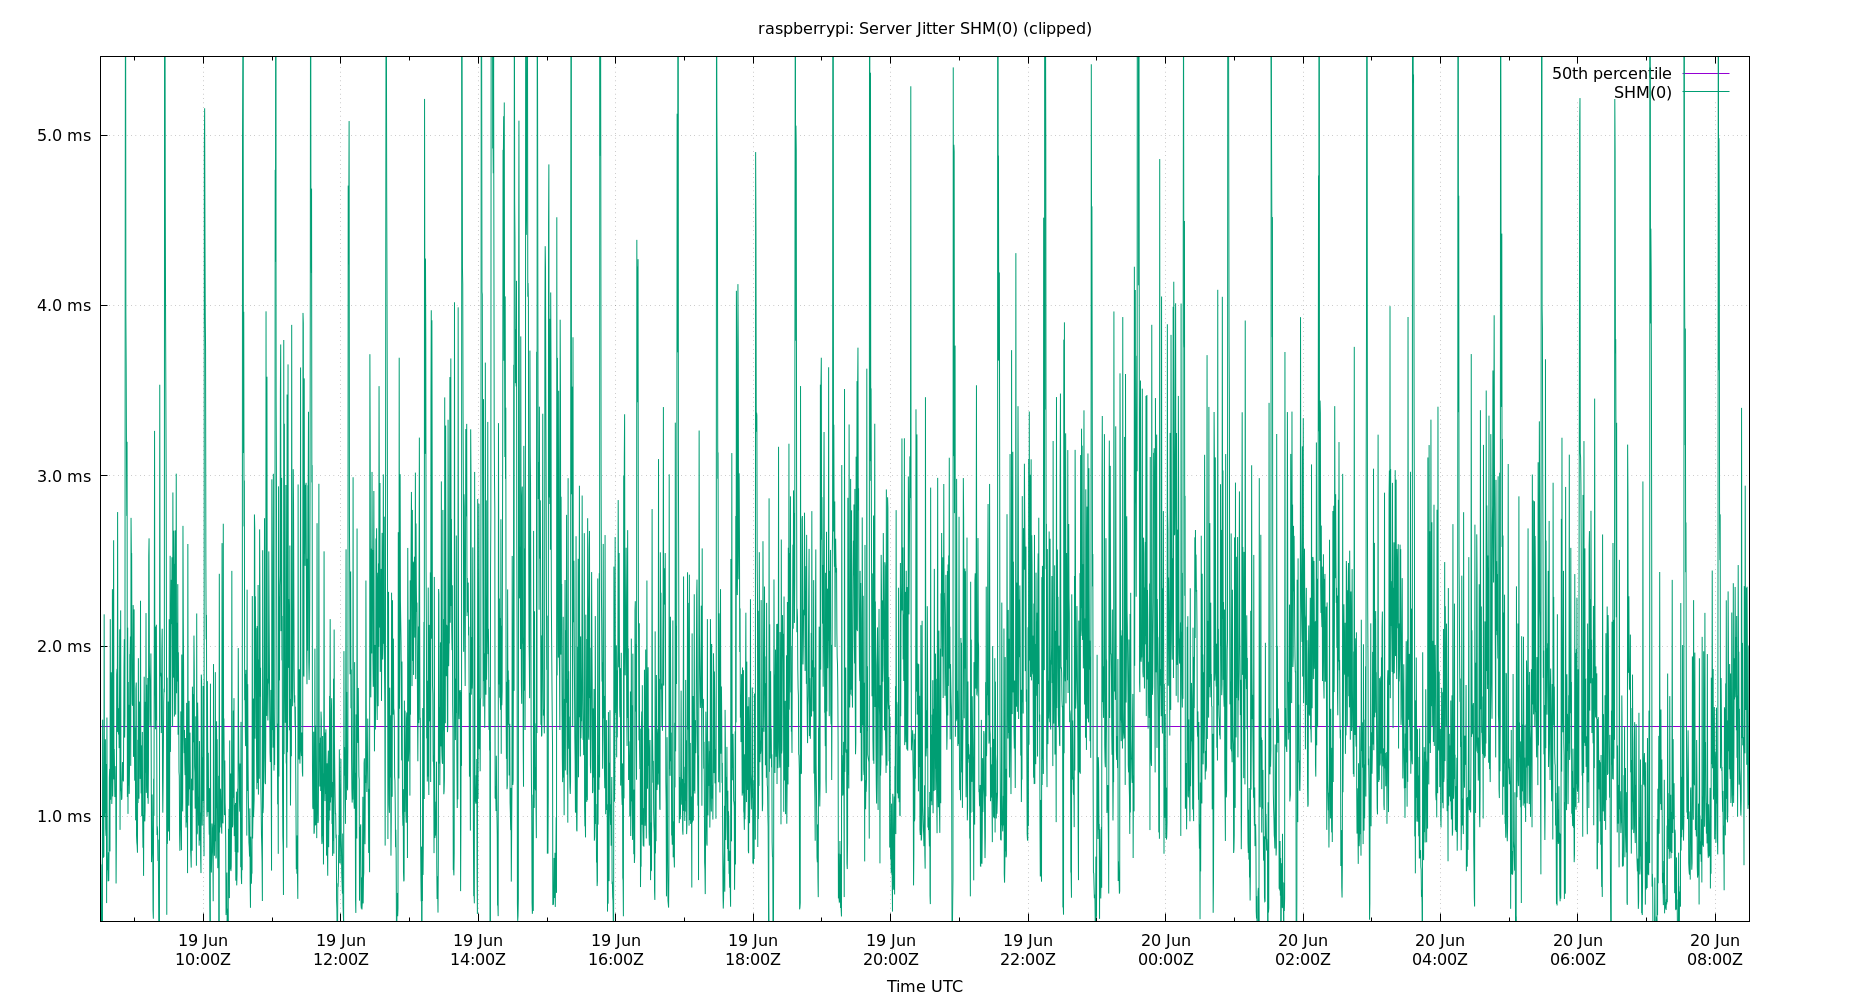 raspberrypi: Server Jitter SHM(0) (clipped)
50th percentile
SHM(0)
5.0 ms
4.0 ms
3.0 ms
2.0 ms
1.0 ms
19 Jun 19 Jun 19 Jun 19 Jun 19 Jun 19 Jun 19 Jun 20 Jun 20 Jun 20 Jun 20 Jun 20 Jun
10:00Z 12:00Z 14:00Z 16:00Z 18:00Z 20:00Z 22:00Z 00:00Z 02:00Z 04:00Z 06:00Z 08:00Z
Time UTC